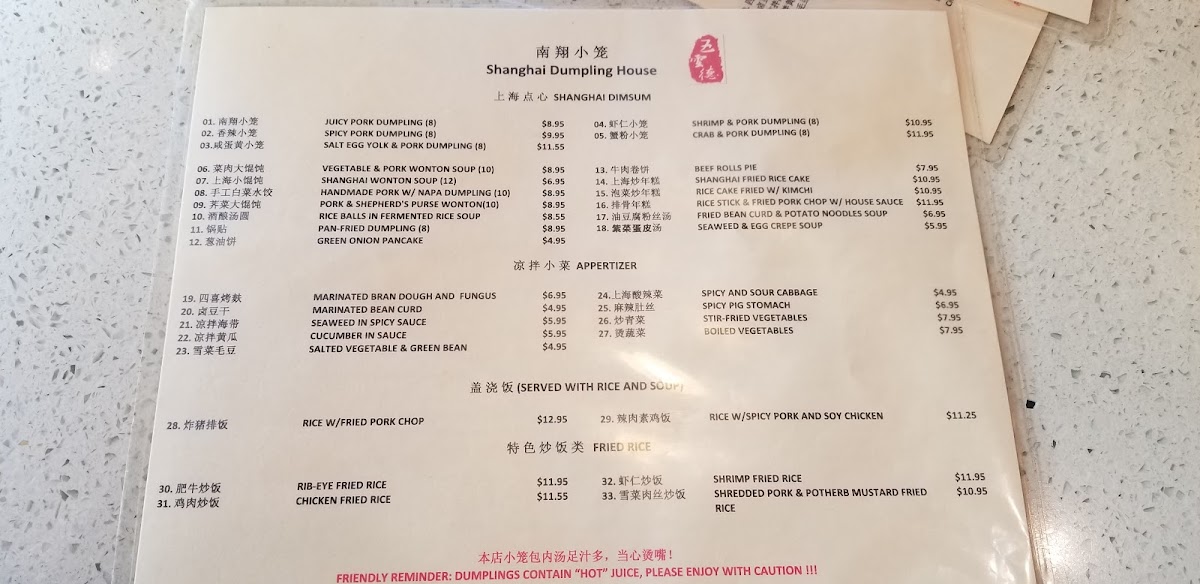 南翔小笼
Shanghai Dumpling House
五云德
上海点心 SHANGHAI DIMSUM
01. 南翔小笼 JUICY PORK DUMPLING (8) $8.95 04. 虾仁小笼 SHRIMP & PORK DUMPLING (8) $10.95
02. 香辣小笼 SPICY PORK DUMPLING (8) $9.95 05. 蟹粉小笼 CRAB & PORK DUMPLING (8) $11.95
03.咸蛋黄小笼 SALT EGG YOLK & PORK DUMPLING (8) $11.55
06. 菜肉大馄饨 VEGETABLE & PORK WONTON SOUP (10) $8.95 13. 牛肉卷饼 BEEF ROLLS PIE $7.95
07. 上海小馄饨 SHANGHAI WONTON SOUP (12) $6.95 14. 上海炒年糕 SHANGHAI FRIED RICE CAKE $10.95
08. 手工白菜水饺 HANDMADE PORK W/ NAPA DUMPLING (10) $8.95 15. 泡菜炒年糕 RICE CAKE FRIED W/ KIMCHI $10.95
09. 荠菜大馄饨 PORK & SHEPHERD'S PURSE WONTON(10) $8.95 16. 排骨年糕 RICE STICK & FRIED PORK CHOP W/ HOUSE SAUCE $11.95
10. 酒酿汤圆 RICE BALLS IN FERMENTED RICE SOUP $8.55 17. 油豆腐粉丝汤 FRIED BEAN CURD & POTATO NOODLES SOUP $6.95
11. 锅贴 PAN-FRIED DUMPLING (8) $8.95 18. 紫菜蛋皮汤 SEAWEED & EGG CREPE SOUP $5.95
12. 葱油饼 GREEN ONION PANCAKE $4.95
凉拌小菜 APPERTIZER
19. 四喜烤麸 MARINATED BRAN DOUGH AND FUNGUS $6.95 24.上海酸辣菜 SPICY AND SOUR CABBAGE $4.95
20. 卤豆干 MARINATED BEAN CURD $4.95 25. 麻辣肚丝 SPICY PIG STOMACH $6.95
21. 凉拌海带 SEAWEED IN SPICY SAUCE $5.95 26. 炒青菜 STIR-FRIED VEGETABLES $7.95
22. 凉拌黄瓜 CUCUMBER IN SAUCE $5.95 27. 烫蔬菜 BOILED VEGETABLES $7.95
23. 雪菜毛豆 SALTED VEGETABLE & GREEN BEAN $4.95
盖浇饭 (SERVED WITH RICE AND SOUP)
28. 炸猪排饭 RICE W/FRIED PORK CHOP $12.95 29. 辣肉素鸡饭 RICE W/SPICY PORK AND SOY CHICKEN $11.25
特色炒饭类 FRIED RICE
30. 肥牛炒饭 RIB-EYE FRIED RICE $11.95 32. 虾仁炒饭 SHRIMP FRIED RICE $11.95
31. 鸡肉炒饭 CHICKEN FRIED RICE $11.55 33. 雪菜肉丝炒饭 SHREDDED PORK & POTHERB MUSTARD FRIED $10.95
RICE
本店小笼包内汤足汁多，当心烫嘴！
FRIENDLY REMINDER: DUMPLINGS CONTAIN “HOT” JUICE, PLEASE ENJOY WITH CAUTION !!!